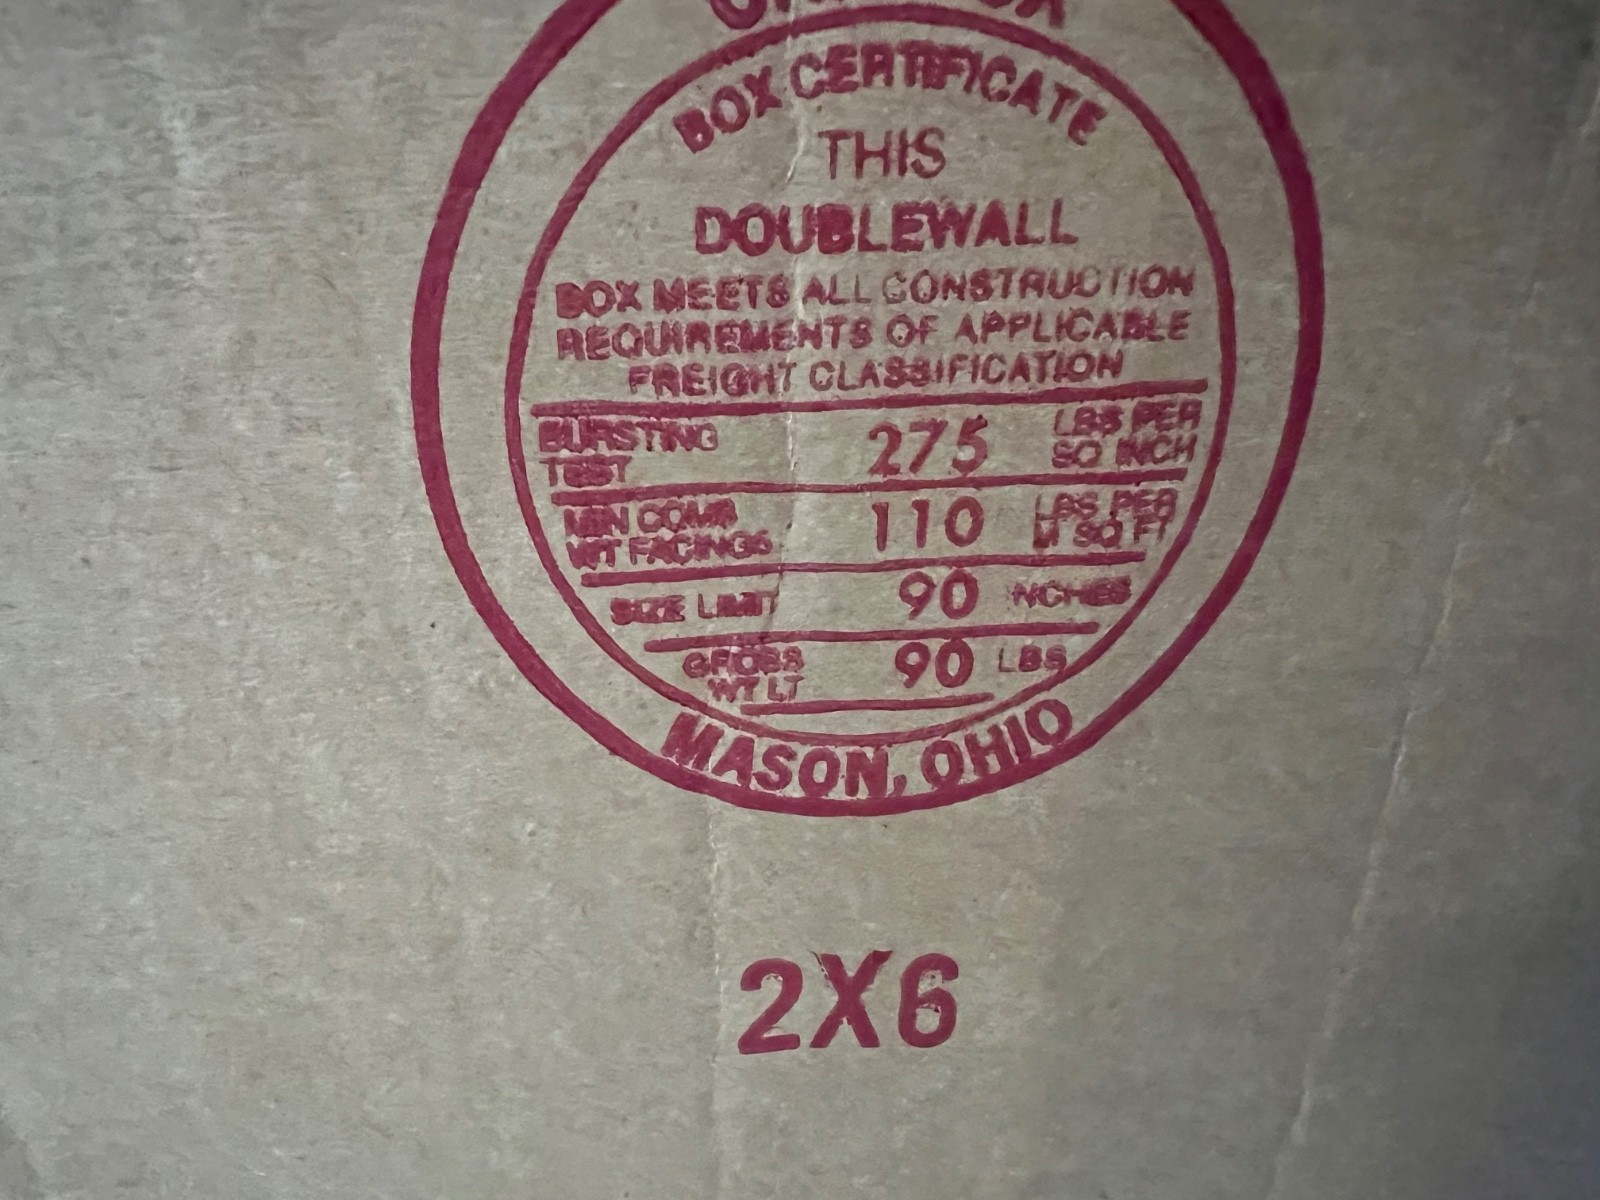 BOX CERTIFICATE
THIS
DOUBLEWALL
BOX MEETS ALL CONSTRUCTION
REQUIREMENTS OF APPLICABLE
FREIGHT CLASSIFICATION
BURSTING TEST 275 LBS PER SQ INCH
MIN COMB WT FACINGS 110 LBS PER M SQ FT
SIZE LIMIT 90 INCHES
GROSS WT LT 90 LBS
MASON, OHIO
2X6